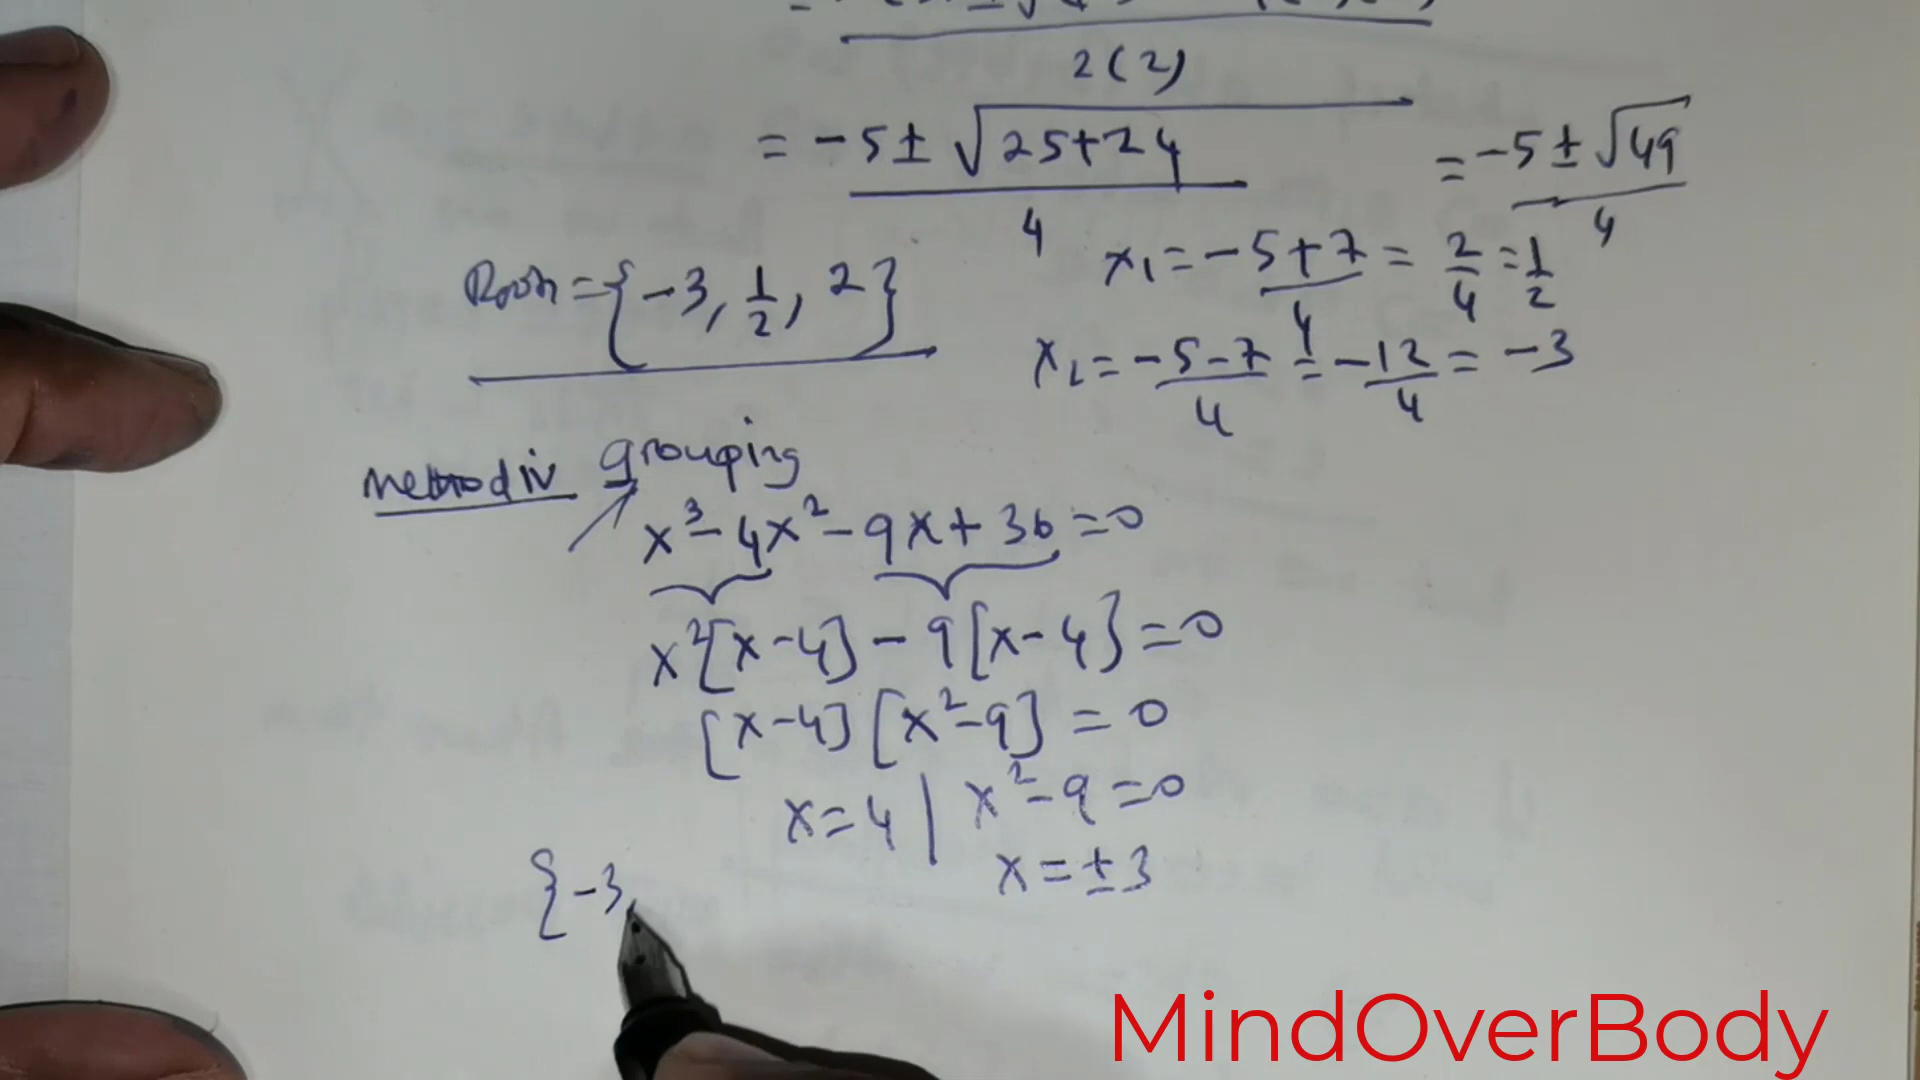 2(2)
= -5 ± √25+24 / 4 = -5 ± √49 / 4
x₁ = -5+7 / 4 = 2/4 = 1/2
Roots = {-3, 1/2, 2}
x₂ = -5-7 / 4 = -12/4 = -3
Method iv grouping
x³ - 4x² - 9x + 36 = 0
x²[x-4] - 9[x-4] = 0
[x-4][x²-9] = 0
x=4 | x²-9=0
x = ±3
{-3,
MindOverBody